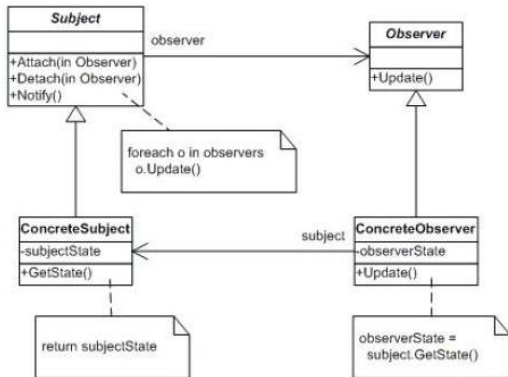 Subject
observer
Observer
+Attach(in Observer)
+Detach(in Observer)
+Notify()
+Update()
foreach o in observers
o.Update()
ConcreteSubject
-subjectState
+GetState()
subject
ConcreteObserver
-observerState
+Update()
return subjectState
observerState =
subject.GetState()